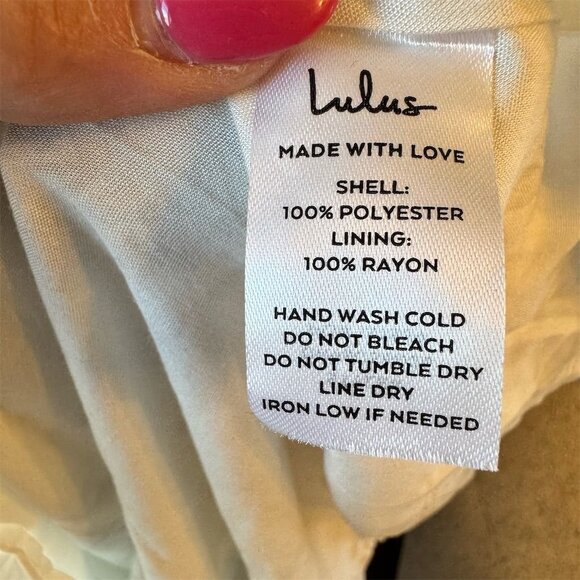 Lulus
MADE WITH LOVE
SHELL:
100% POLYESTER
LINING:
100% RAYON
HAND WASH COLD
DO NOT BLEACH
DO NOT TUMBLE DRY
LINE DRY
IRON LOW IF NEEDED